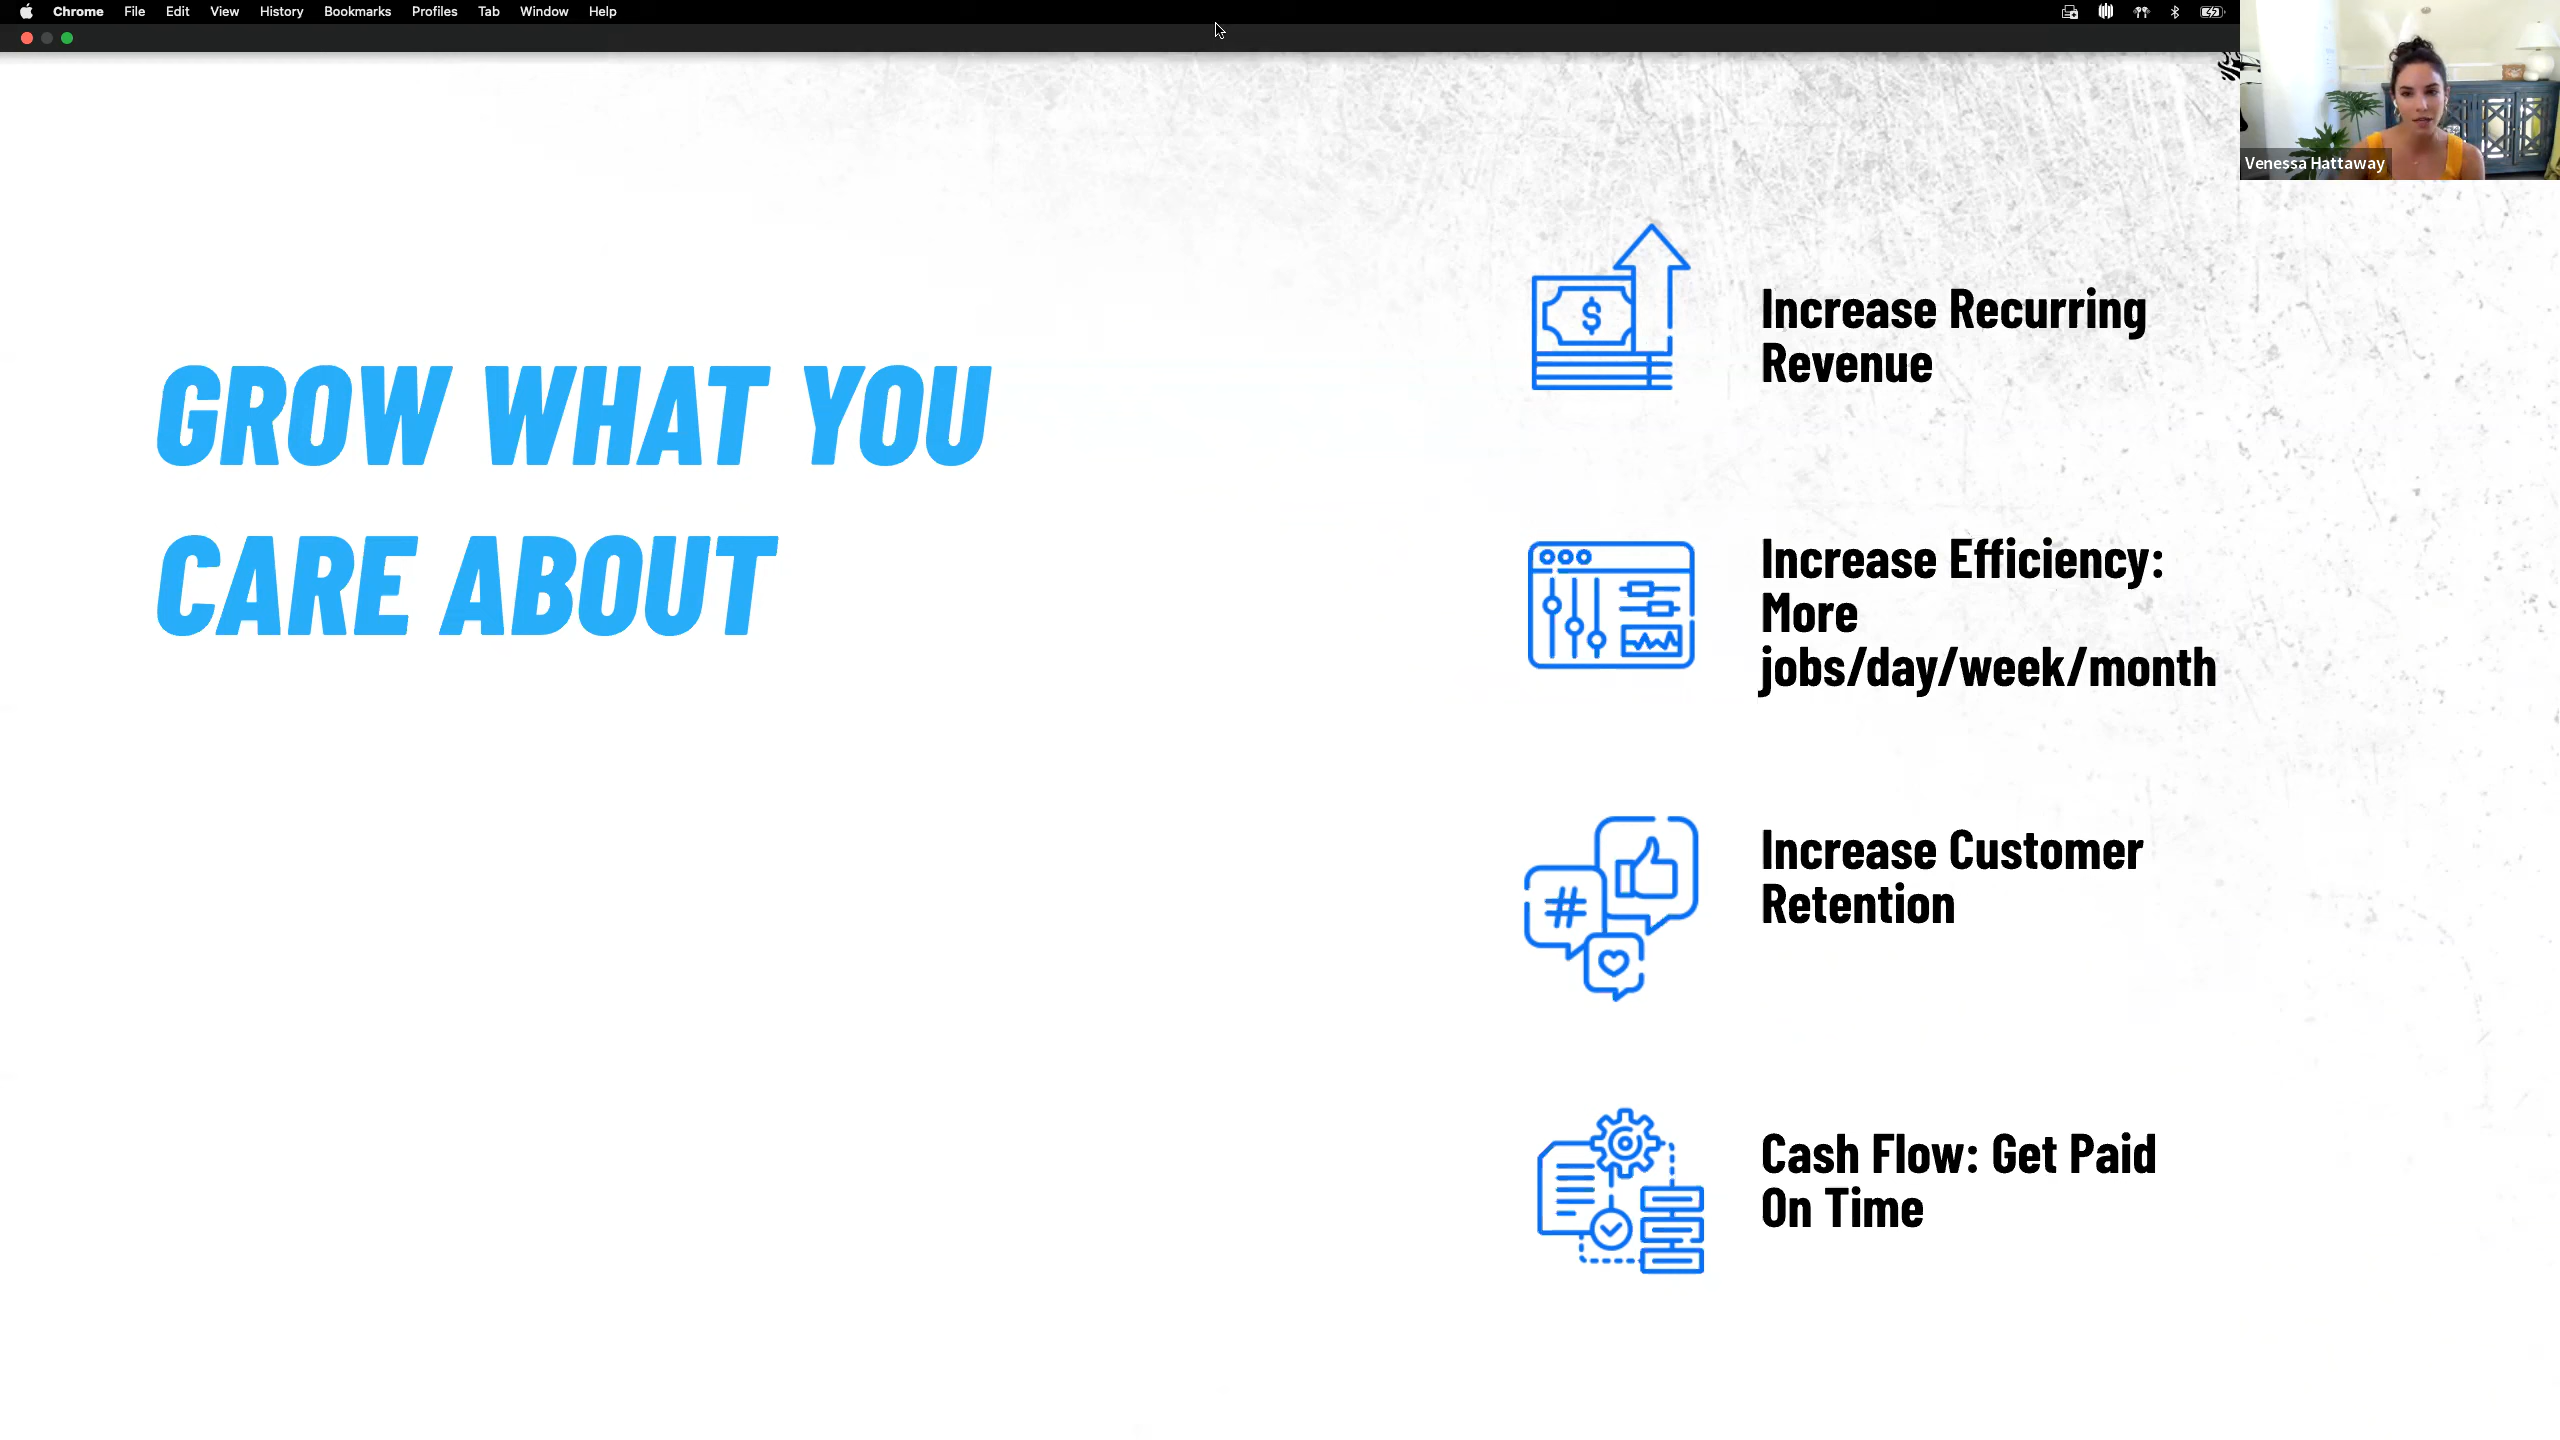 Chrome File Edit View History Bookmarks Profiles Tab Window Help
Venessa Hattaway
GROW WHAT YOU
CARE ABOUT
$
Increase Recurring
Revenue
Increase Efficiency:
More
jobs/day/week/month
#
Increase Customer
Retention
Cash Flow: Get Paid
On Time